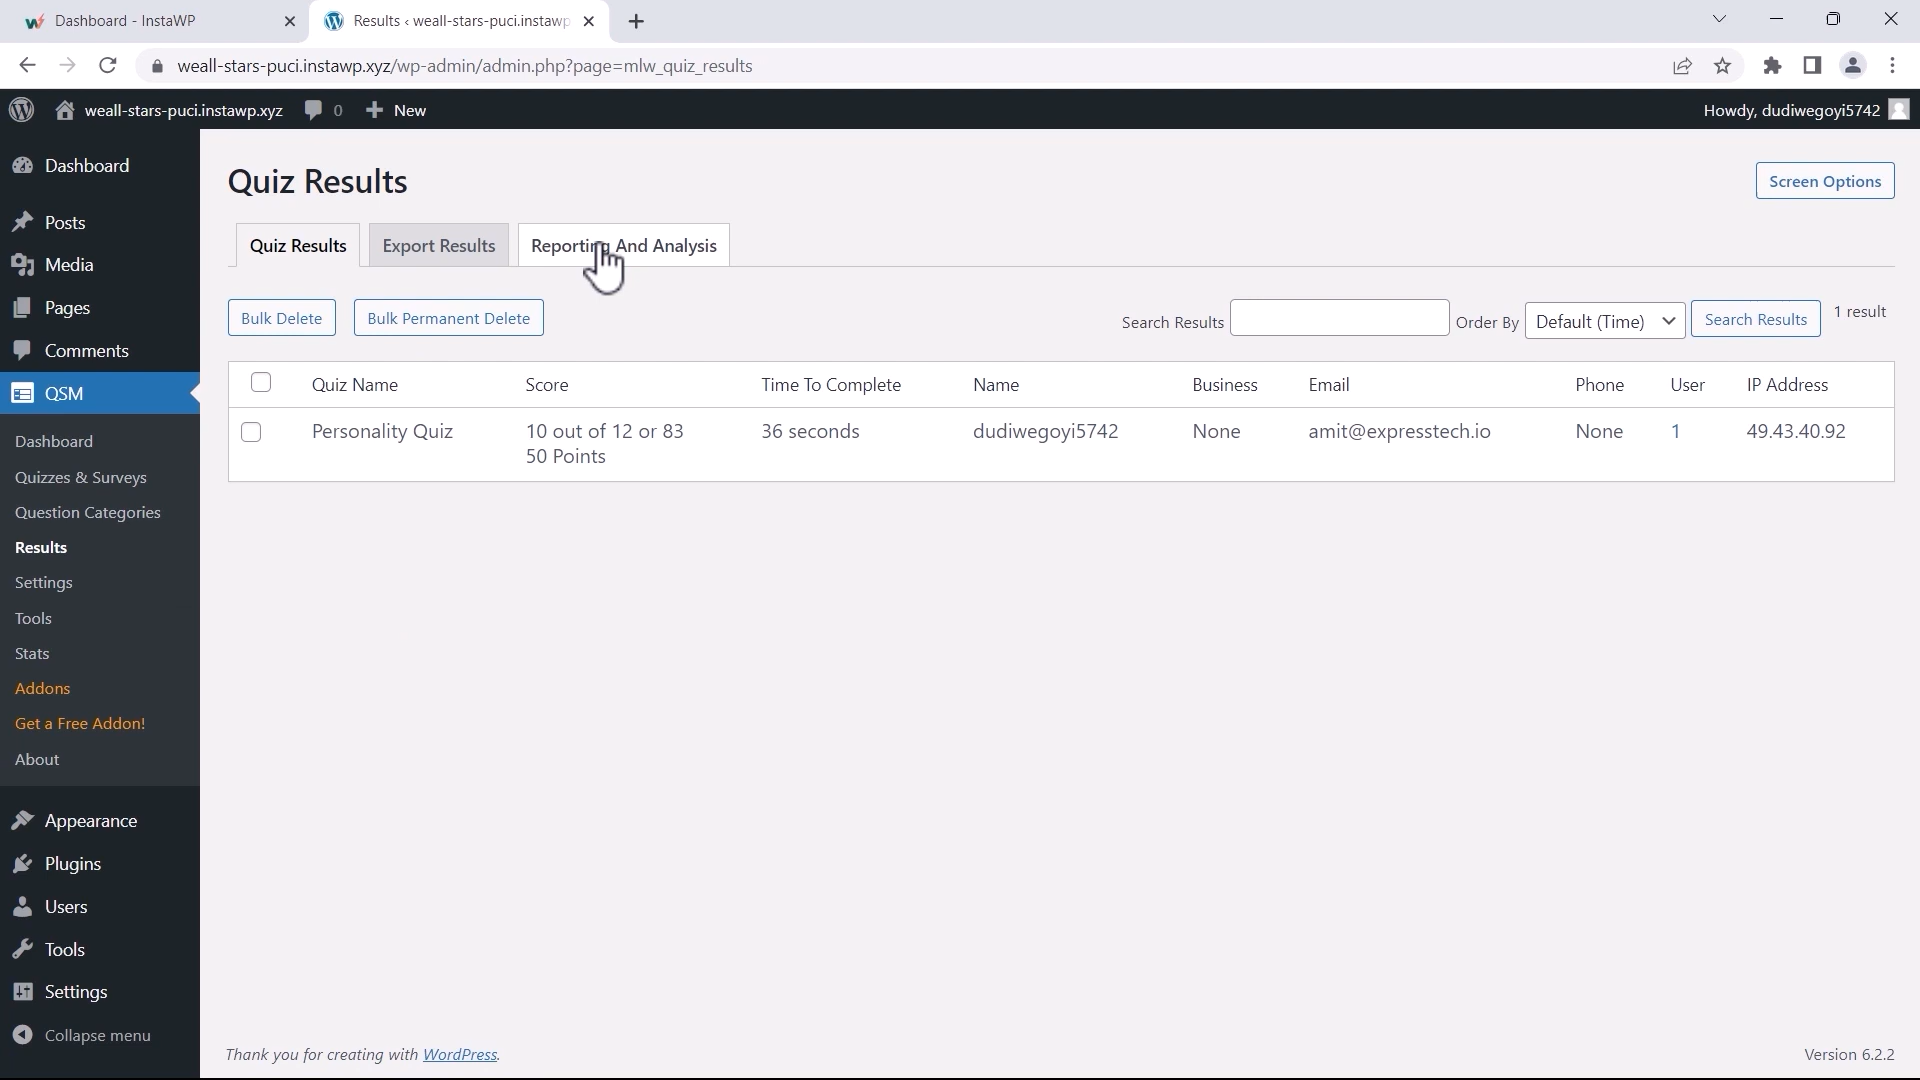 Dashboard - InstaWP
Results ‹ weall-stars-puci.instawp
weall-stars-puci.instawp.xyz/wp-admin/admin.php?page=mlw_quiz_results
weall-stars-puci.instawp.xyz 0 New
Howdy, dudiwegoyi5742
Dashboard
Posts
Media
Pages
Comments
QSM
Dashboard
Quizzes & Surveys
Question Categories
Results
Settings
Tools
Stats
Addons
Get a Free Addon!
About
Appearance
Plugins
Users
Tools
Settings
Collapse menu
Quiz Results
Screen Options
Quiz Results Export Results Reporting And Analysis
Bulk Delete Bulk Permanent Delete Search Results Order By Default (Time) Search Results 1 result
Quiz Name Score Time To Complete Name Business Email Phone User IP Address
Personality Quiz 10 out of 12 or 83 36 seconds dudiwegoyi5742 None amit@expresstech.io None 1 49.43.40.92
50 Points
Thank you for creating with WordPress.
Version 6.2.2